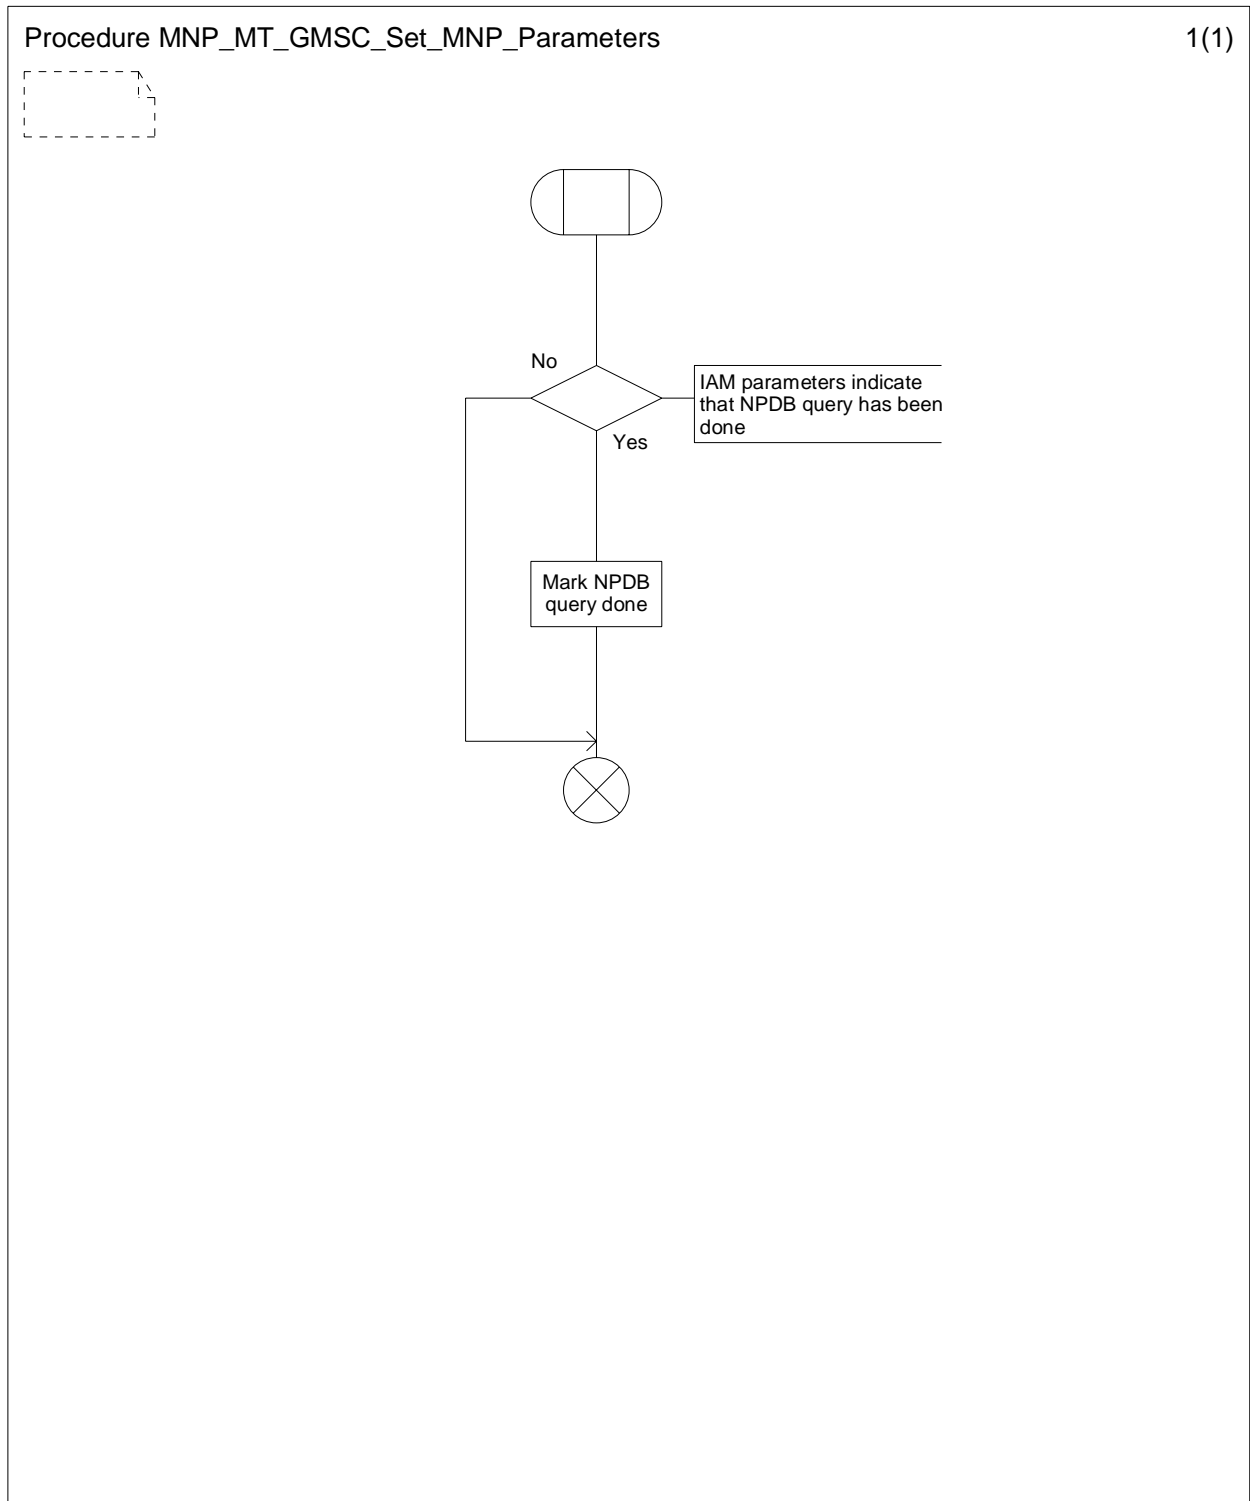 Procedure MNP_MT_GMSC_Set_MNP_Parameters
1(1)
No
IAM parameters indicate
that NPDB query has been
done
Yes
Mark NPDB
query done